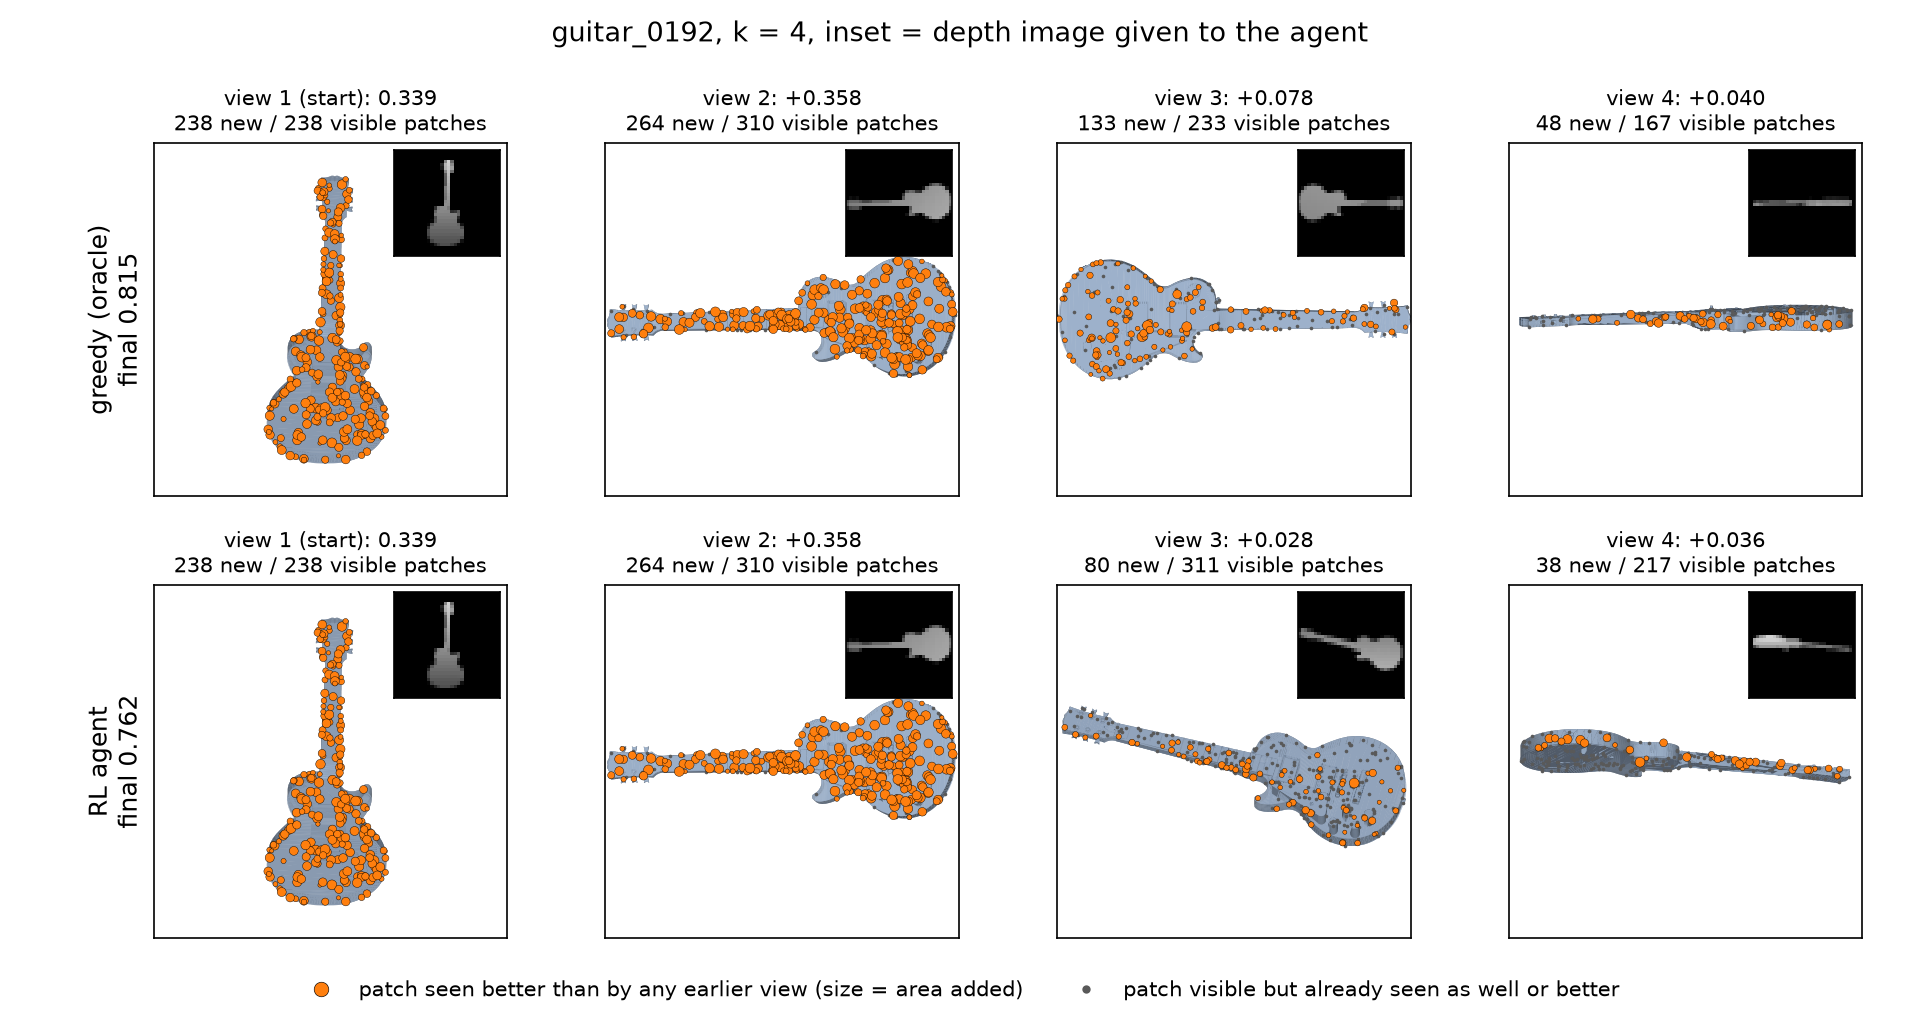 guitar_0192, k = 4, inset = depth image given to the agent
view 1 (start): 0.339
238 new / 238 visible patches
view 2: +0.358
264 new / 310 visible patches
view 3: +0.078
133 new / 233 visible patches
view 4: +0.040
48 new / 167 visible patches
greedy (oracle)
final 0.815
view 1 (start): 0.339
238 new / 238 visible patches
view 2: +0.358
264 new / 310 visible patches
view 3: +0.028
80 new / 311 visible patches
view 4: +0.036
38 new / 217 visible patches
RL agent
final 0.762
patch seen better than by any earlier view (size = area added)
patch visible but already seen as well or better